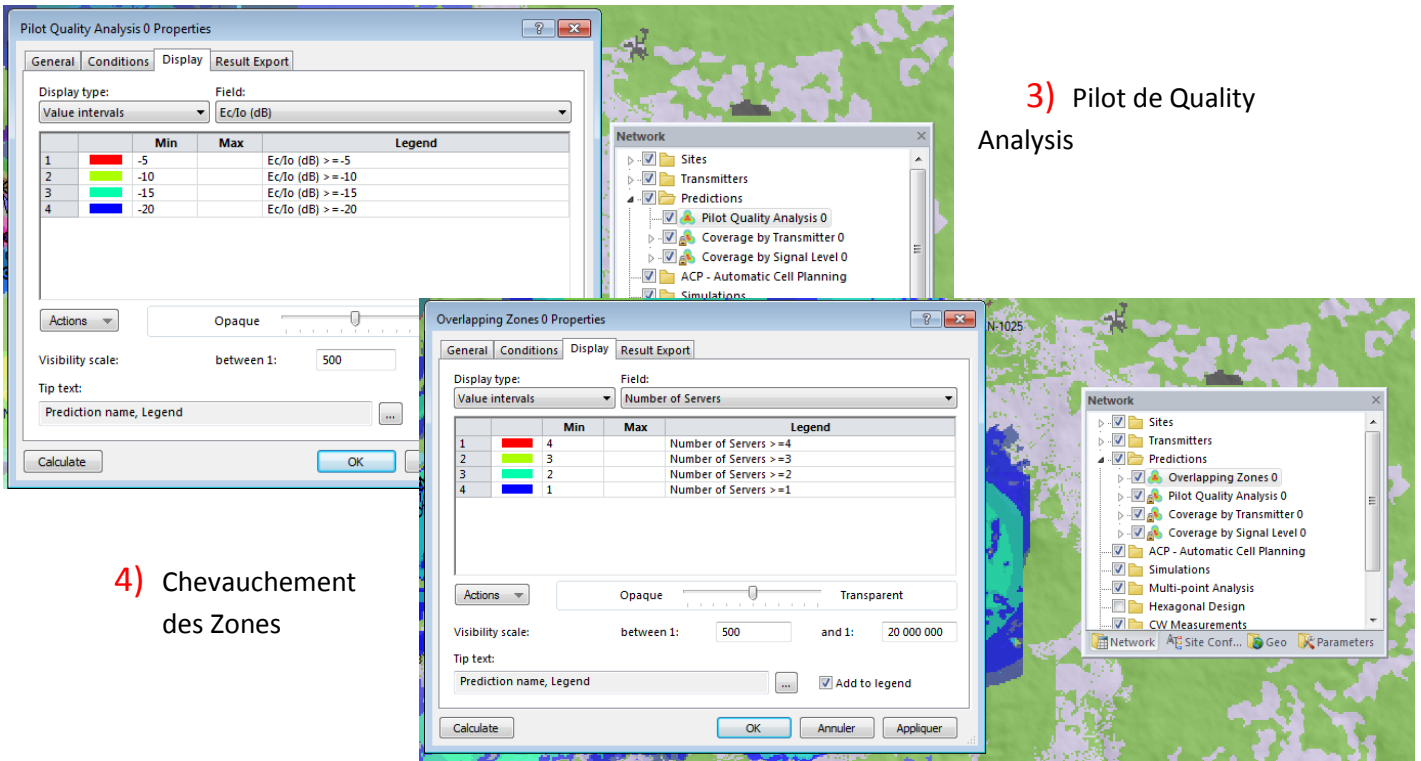 Pilot Quality Analysis 0 Properties
General Conditions Display Result Export
Display type: Field:
Value intervals Ec/Io (dB)
Min Max Legend
1 -5 Ec/Io (dB) >=-5
2 -10 Ec/Io (dB) >=-10
3 -15 Ec/Io (dB) >=-15
4 -20 Ec/Io (dB) >=-20
Actions Opaque
Visibility scale: between 1: 500
Tip text:
Prediction name, Legend ...
Calculate OK
Network
Sites
Transmitters
Predictions
Pilot Quality Analysis 0
Coverage by Transmitter 0
Coverage by Signal Level 0
ACP - Automatic Cell Planning
Simulations
3) Pilot de Quality
Analysis
Overlapping Zones 0 Properties
General Conditions Display Result Export
Display type: Field:
Value intervals Number of Servers
Min Max Legend
1 4 Number of Servers >=4
2 3 Number of Servers >=3
3 2 Number of Servers >=2
4 1 Number of Servers >=1
Actions Opaque Transparent
Visibility scale: between 1: 500 and 1: 20 000 000
Tip text:
Prediction name, Legend ... Add to legend
Calculate OK Annuler Appliquer
N-1025
Network
Sites
Transmitters
Predictions
Overlapping Zones 0
Pilot Quality Analysis 0
Coverage by Transmitter 0
Coverage by Signal Level 0
ACP - Automatic Cell Planning
Simulations
Multi-point Analysis
Hexagonal Design
CW Measurements
Network Site Conf... Geo Parameters
4) Chevauchement
des Zones